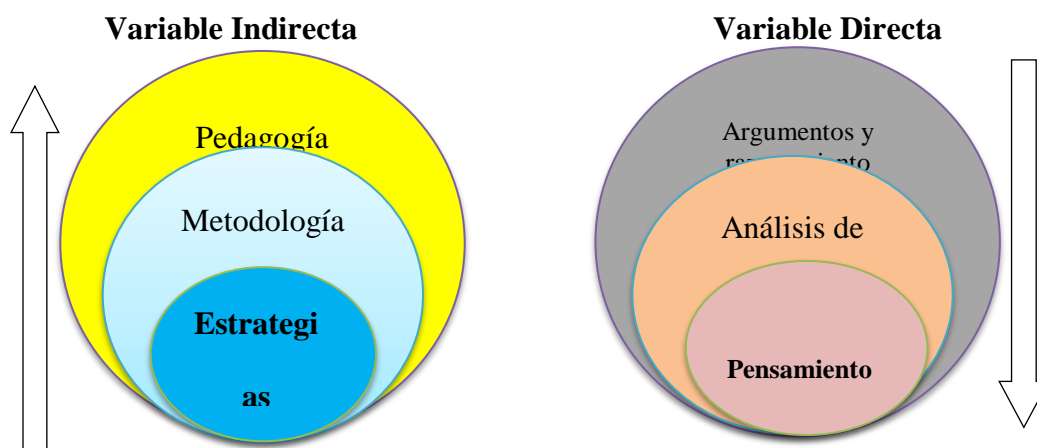 Variable Indirecta
Pedagogía
Metodología
Estrategi
as
Variable Directa
Argumentos y
Análisis de
Pensamiento